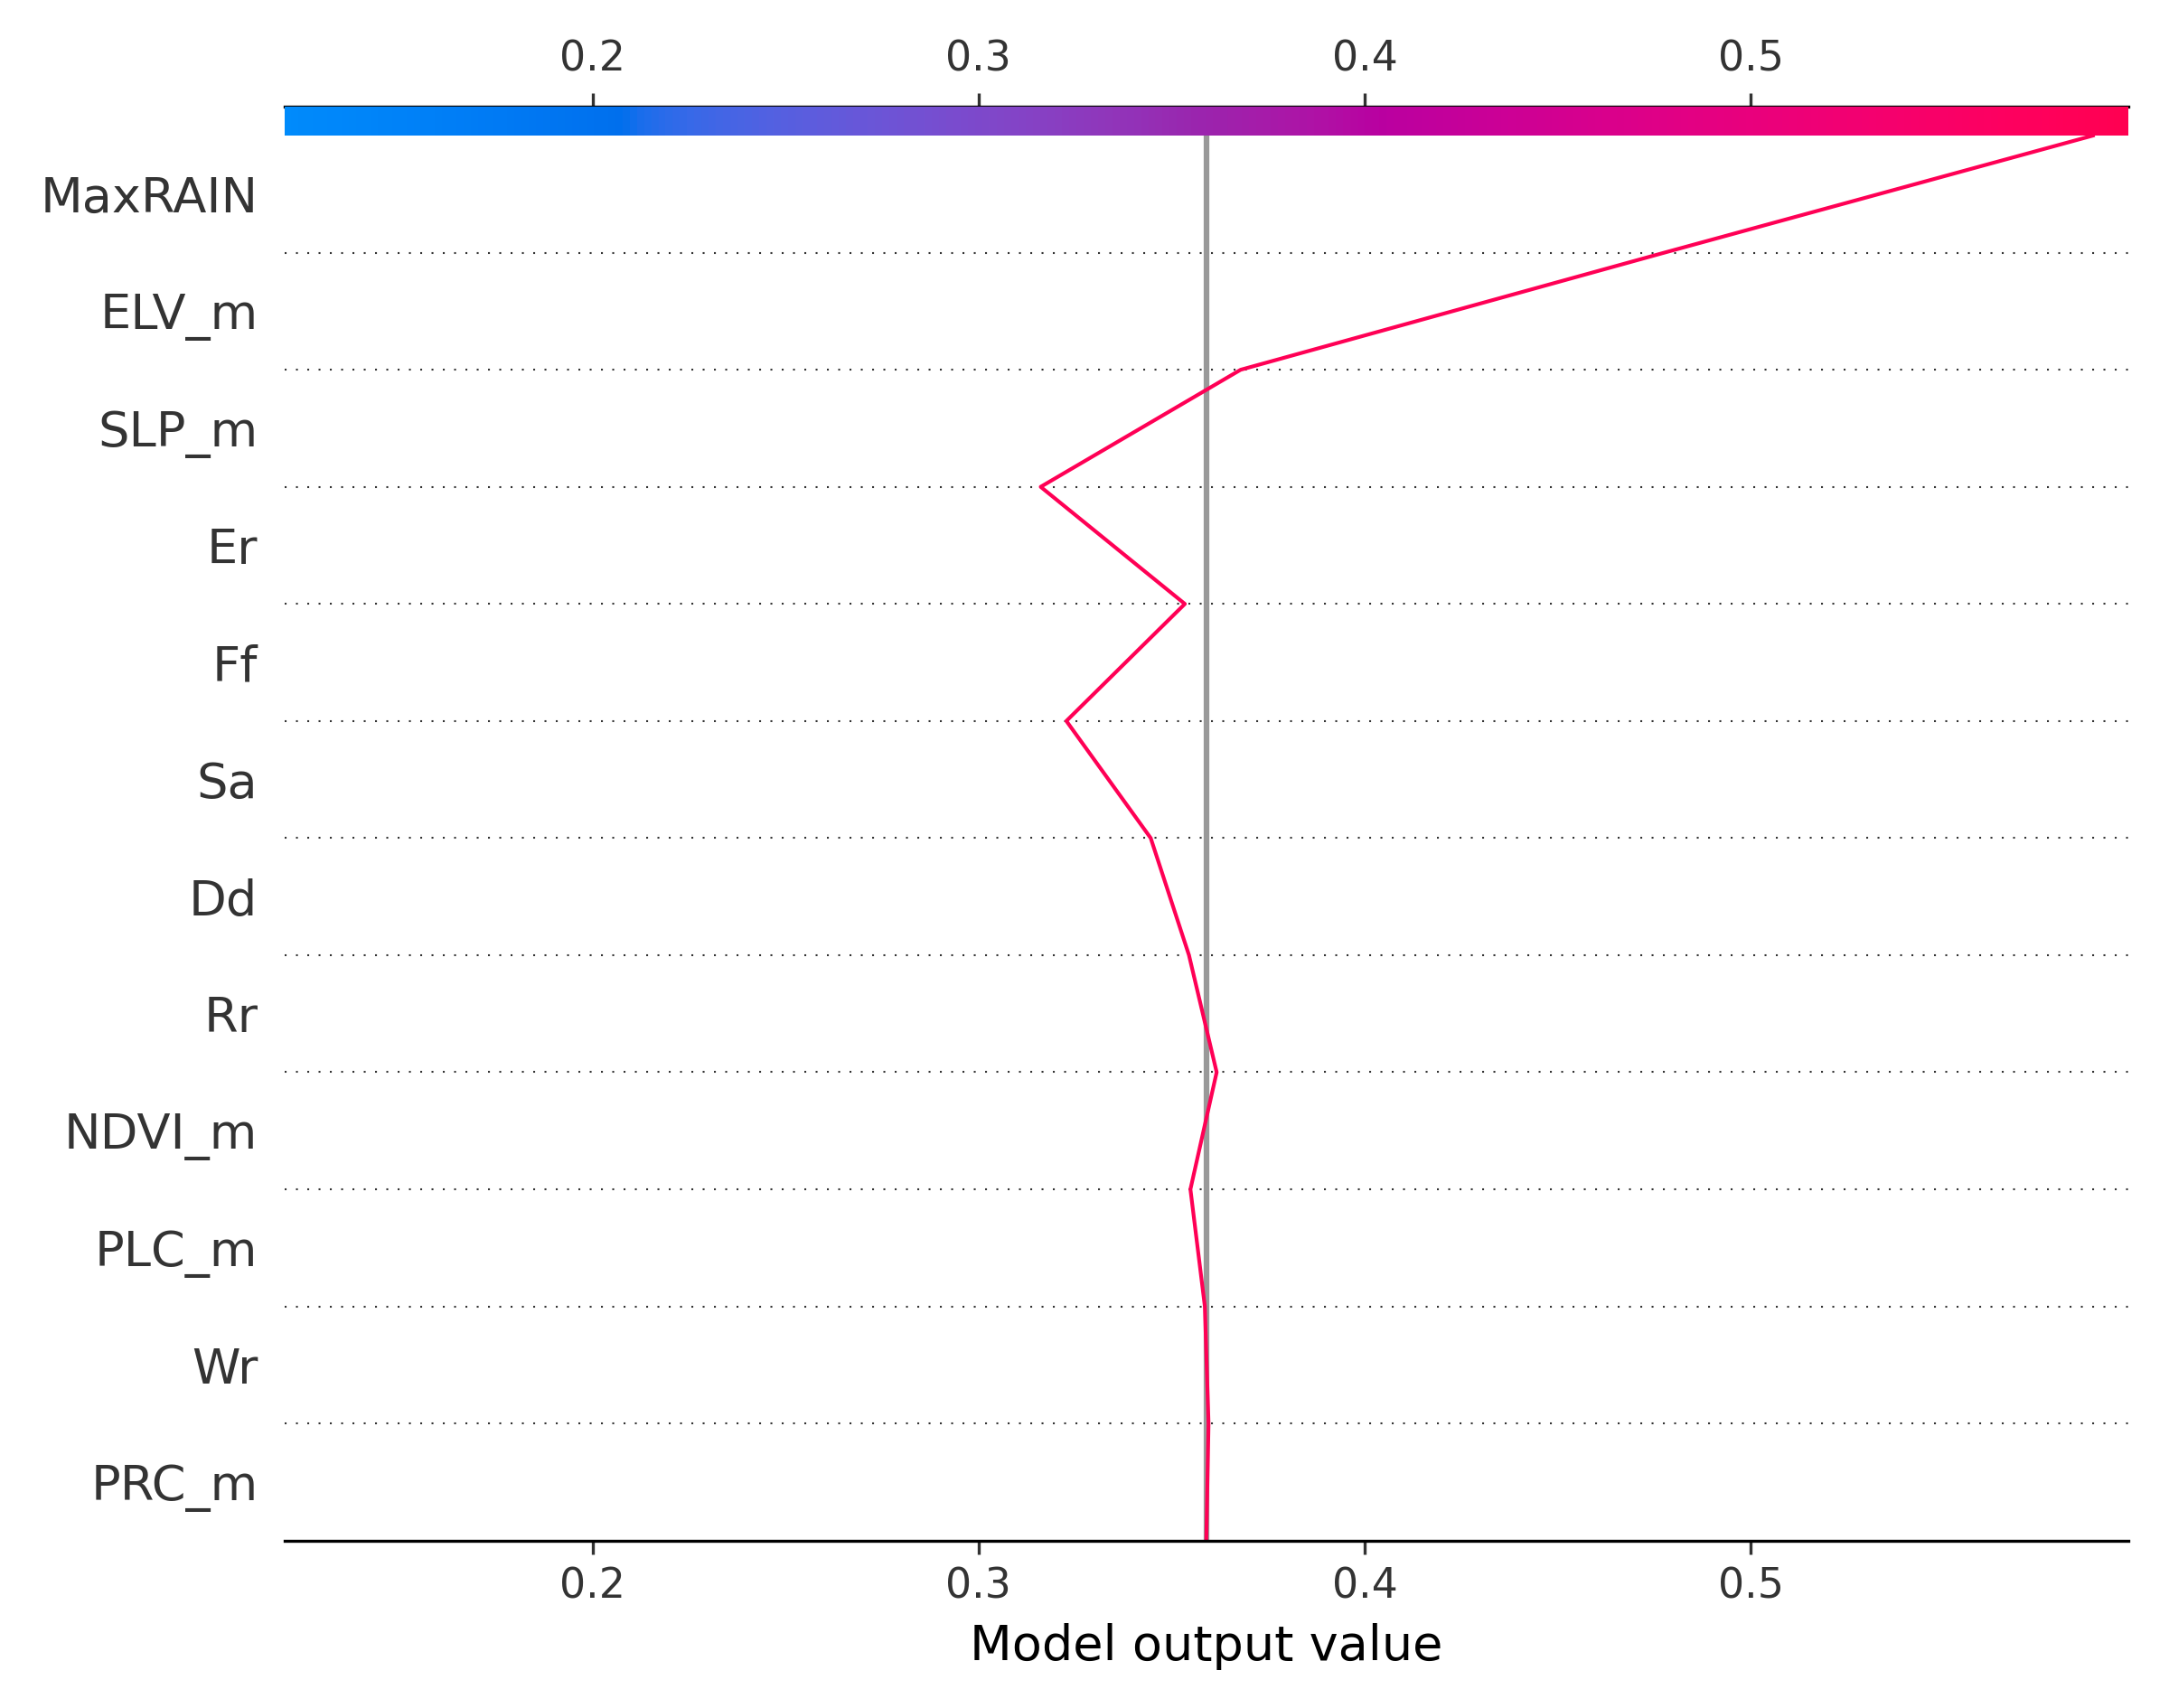 0.2 0.3 0.4 0.5
MaxRAIN
ELV_m
SLP_m
Er
Ff
Sa
Dd
Rr
NDVI_m
PLC_m
Wr
PRC_m
0.2 0.3 0.4 0.5
Model output value